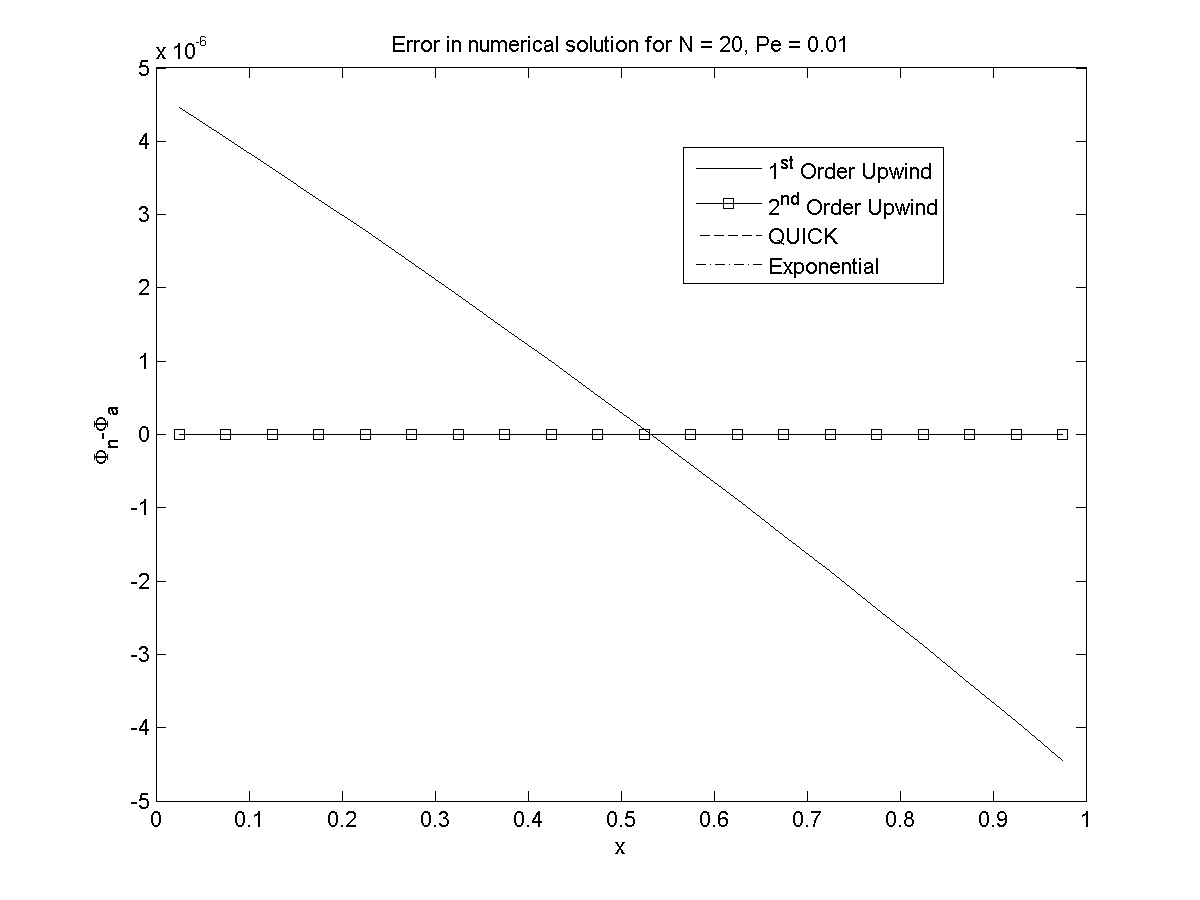 Error in numerical solution for N = 20, Pe = 0.01
x 10^-6
5
4
3
2
1
0
-1
-2
-3
-4
-5
Φn-Φa
1st Order Upwind
2nd Order Upwind
QUICK
Exponential
0 0.1 0.2 0.3 0.4 0.5 0.6 0.7 0.8 0.9 1
x